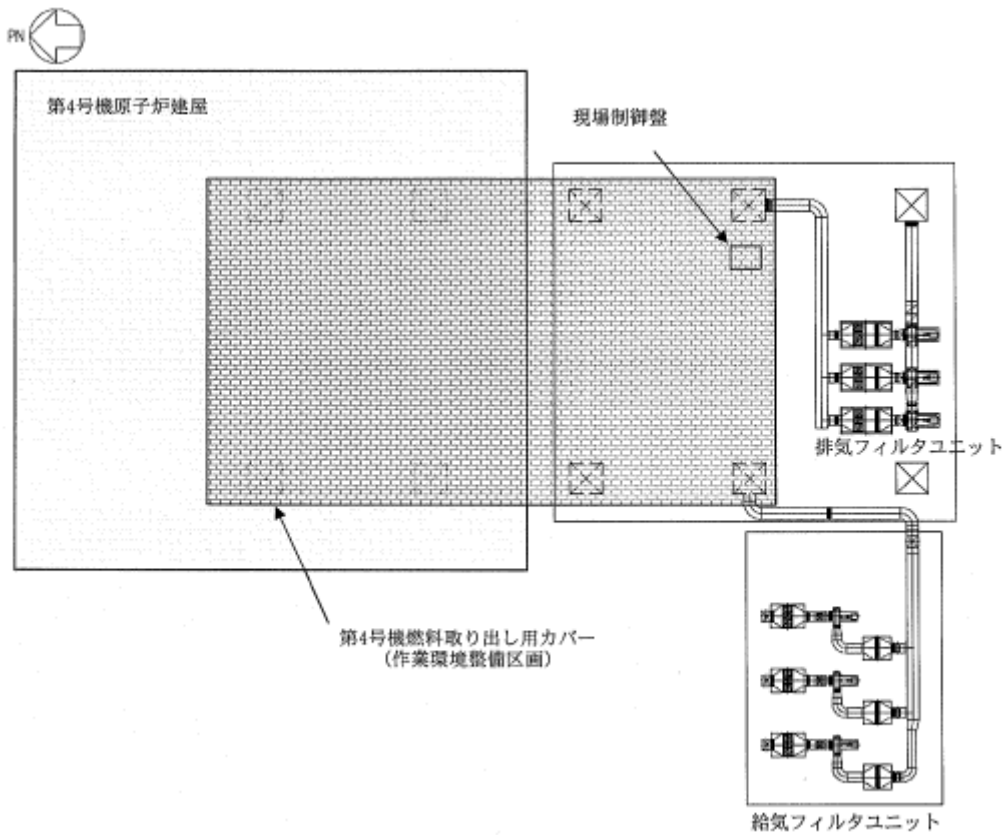 PN
第4号機原子炉建屋
現場制御盤
排気フィルタユニット
第4号機燃料取り出し用カバー
(作業環境整備区画)
給気フィルタユニット